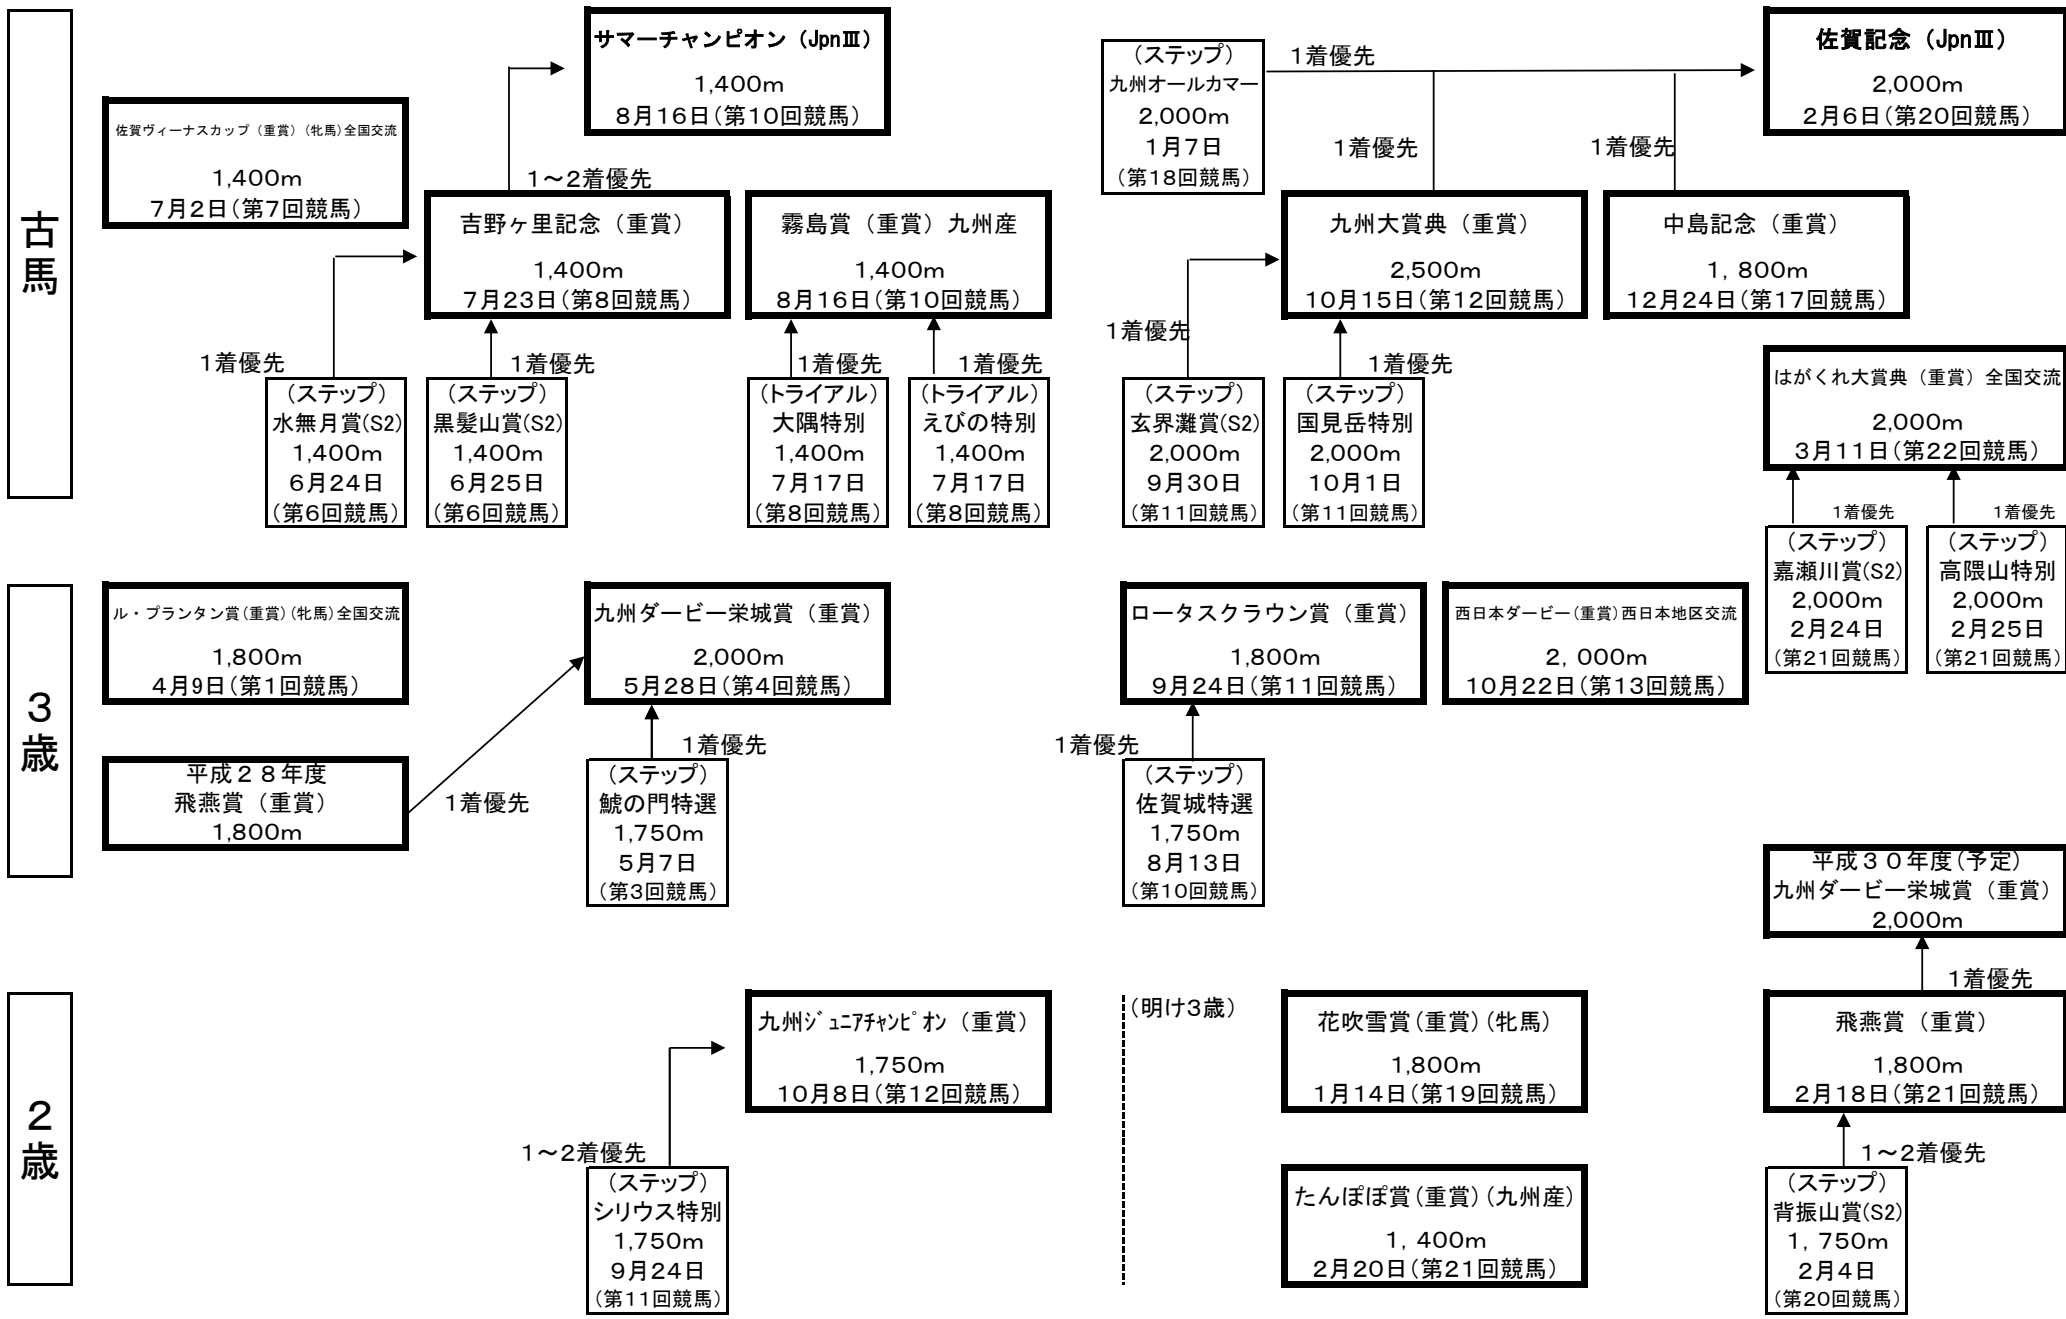 古馬
サマーチャンピオン（JpnⅢ）
1,400m
8月16日（第10回競馬）
佐賀ヴィーナスカップ（重賞）（牝馬）全国交流
1,400m
7月2日（第7回競馬）
1～2着優先
吉野ヶ里記念（重賞）
1,400m
7月23日（第8回競馬）
霧島賞（重賞）九州産
1,400m
8月16日（第10回競馬）
1着優先
（ステップ）
水無月賞(S2)
1,400m
6月24日
（第6回競馬）
1着優先
（ステップ）
黒髪山賞(S2)
1,400m
6月25日
（第6回競馬）
1着優先
（トライアル）
大隅特別
1,400m
7月17日
（第8回競馬）
1着優先
（トライアル）
えびの特別
1,400m
7月17日
（第8回競馬）
（ステップ）
九州オールカマー
2,000m
1月7日
（第18回競馬）
1着優先
佐賀記念（JpnⅢ）
2,000m
2月6日（第20回競馬）
1着優先
1着優先
九州大賞典（重賞）
2,500m
10月15日（第12回競馬）
中島記念（重賞）
1，800m
12月24日（第17回競馬）
1着優先
（ステップ）
玄界灘賞(S2)
2,000m
9月30日
（第11回競馬）
1着優先
（ステップ）
国見岳特別
2,000m
10月1日
（第11回競馬）
はがくれ大賞典（重賞）全国交流
2,000m
3月11日（第22回競馬）
1着優先
（ステップ）
嘉瀬川賞(S2)
2,000m
2月24日
（第21回競馬）
1着優先
（ステップ）
高隈山特別
2,000m
2月25日
（第21回競馬）
3歳
ル・プランタン賞（重賞）（牝馬）全国交流
1,800m
4月9日（第1回競馬）
九州ダービー栄城賞（重賞）
2,000m
5月28日（第4回競馬）
平成２８年度
飛燕賞（重賞）
1,800m
1着優先
1着優先
（ステップ）
鯱の門特選
1,750m
5月7日
（第3回競馬）
ロータスクラウン賞（重賞）
1,800m
9月24日（第11回競馬）
西日本ダービー（重賞）西日本地区交流
2，000m
10月22日（第13回競馬）
1着優先
（ステップ）
佐賀城特選
1,750m
8月13日
（第10回競馬）
平成３０年度（予定）
九州ダービー栄城賞（重賞）
2,000m
1着優先
2歳
九州ｼﾞｭﾆｱﾁｬﾝﾋﾟｵﾝ（重賞）
1,750m
10月8日（第12回競馬）
1～2着優先
（ステップ）
シリウス特別
1,750m
9月24日
（第11回競馬）
（明け3歳）
花吹雪賞（重賞）（牝馬）
1,800m
1月14日（第19回競馬）
たんぽぽ賞（重賞）（九州産）
1，400m
2月20日（第21回競馬）
飛燕賞（重賞）
1,800m
2月18日（第21回競馬）
1～2着優先
（ステップ）
背振山賞(S2)
1，750m
2月4日
（第20回競馬）